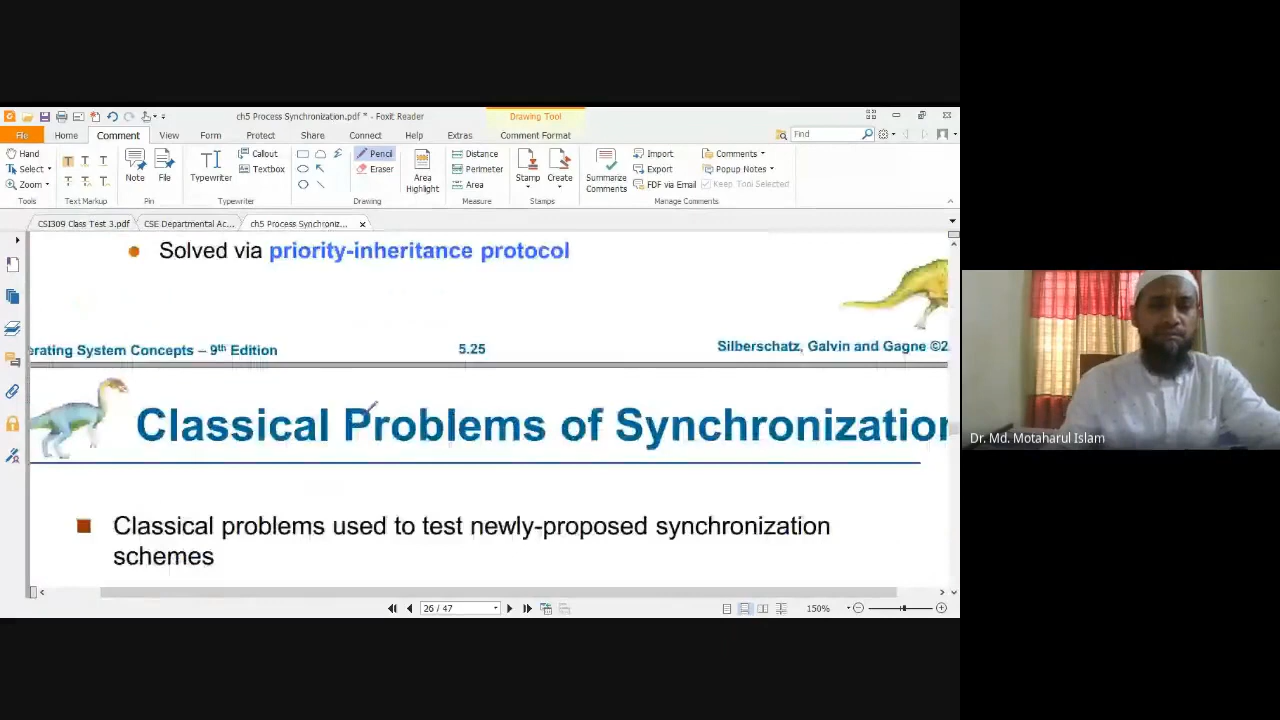 ch5 Process Synchronization.pdf * - Foxit Reader
Drawing Tool
File Home Comment View Form Protect Share Connect Help Extras Comment Format
Find
Hand
Select
Zoom
Tools
T T T
T T T
Text Markup
Note
File
Pin
Typewriter
Callout
Textbox
Typewriter
Pencil
Eraser
Drawing
Area
Highlight
Distance
Perimeter
Area
Measure
Stamp
Create
Stamps
Summarize
Comments
Import
Export
FDF via Email
Comments
Popup Notes
Keep Tool Selected
Manage Comments
CSI309 Class Test 3.pdf
CSE Departmental Ac...
ch5 Process Synchroniz...
Solved via priority-inheritance protocol
erating System Concepts – 9th Edition
5.25
Silberschatz, Galvin and Gagne ©2
Classical Problems of Synchronization
Classical problems used to test newly-proposed synchronization
schemes
26 / 47
150%
Dr. Md. Motaharul Islam